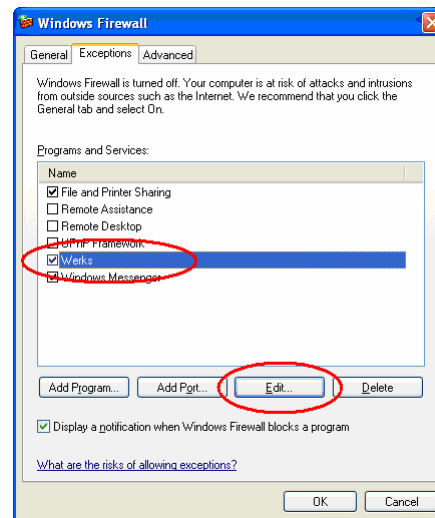 Windows Firewall
General Exceptions Advanced
Windows Firewall is turned off. Your computer is at risk of attacks and intrusions
from outside sources such as the Internet. We recommend that you click the
General tab and select On.
Programs and Services:
Name
File and Printer Sharing
Remote Assistance
Remote Desktop
UPnP Framework
Werks
Windows Messenger
Add Program... Add Port... Edit... Delete
Display a notification when Windows Firewall blocks a program
What are the risks of allowing exceptions?
OK Cancel